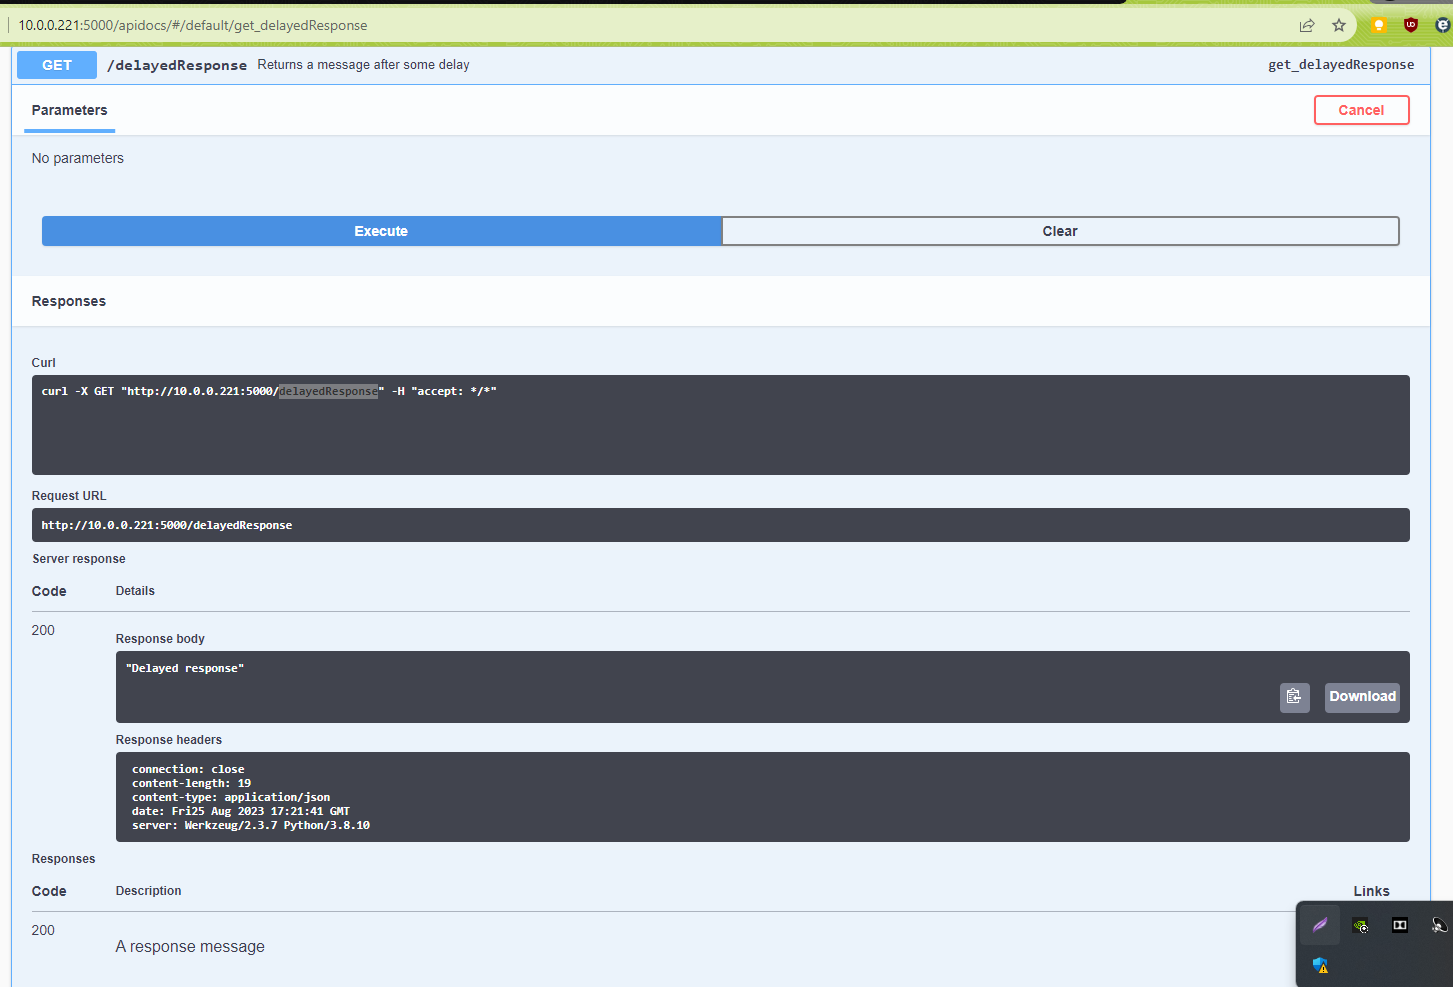 10.0.0.221:5000/apidocs/#/default/get_delayedResponse
GET /delayedResponse Returns a message after some delay get_delayedResponse
Parameters Cancel
No parameters
Execute Clear
Responses
Curl
curl -X GET "http://10.0.0.221:5000/delayedResponse" -H "accept: */*"
Request URL
http://10.0.0.221:5000/delayedResponse
Server response
Code Details
200
Response body
"Delayed response"
Download
Response headers
connection: close
content-length: 19
content-type: application/json
date: Fri25 Aug 2023 17:21:41 GMT
server: Werkzeug/2.3.7 Python/3.8.10
Responses
Code Description Links
200
A response message